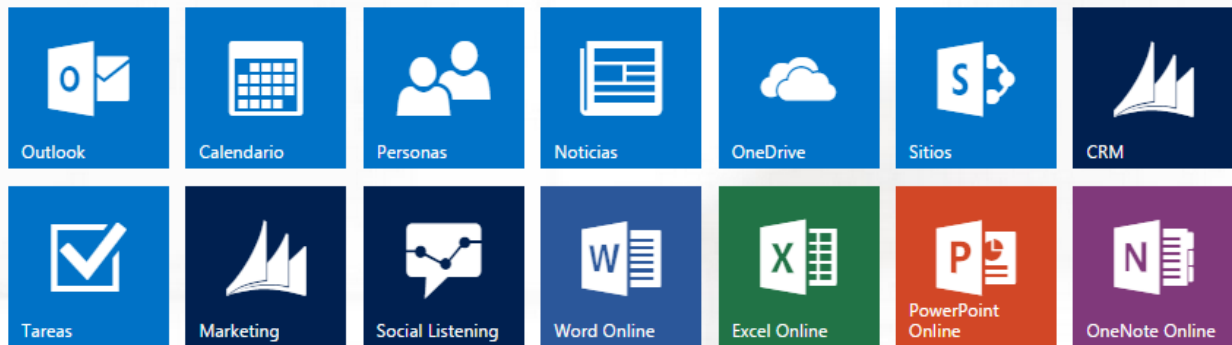 Outlook
Calendario
Personas
Noticias
OneDrive
Sitios
CRM
Tareas
Marketing
Social Listening
Word Online
Excel Online
PowerPoint
Online
OneNote Online